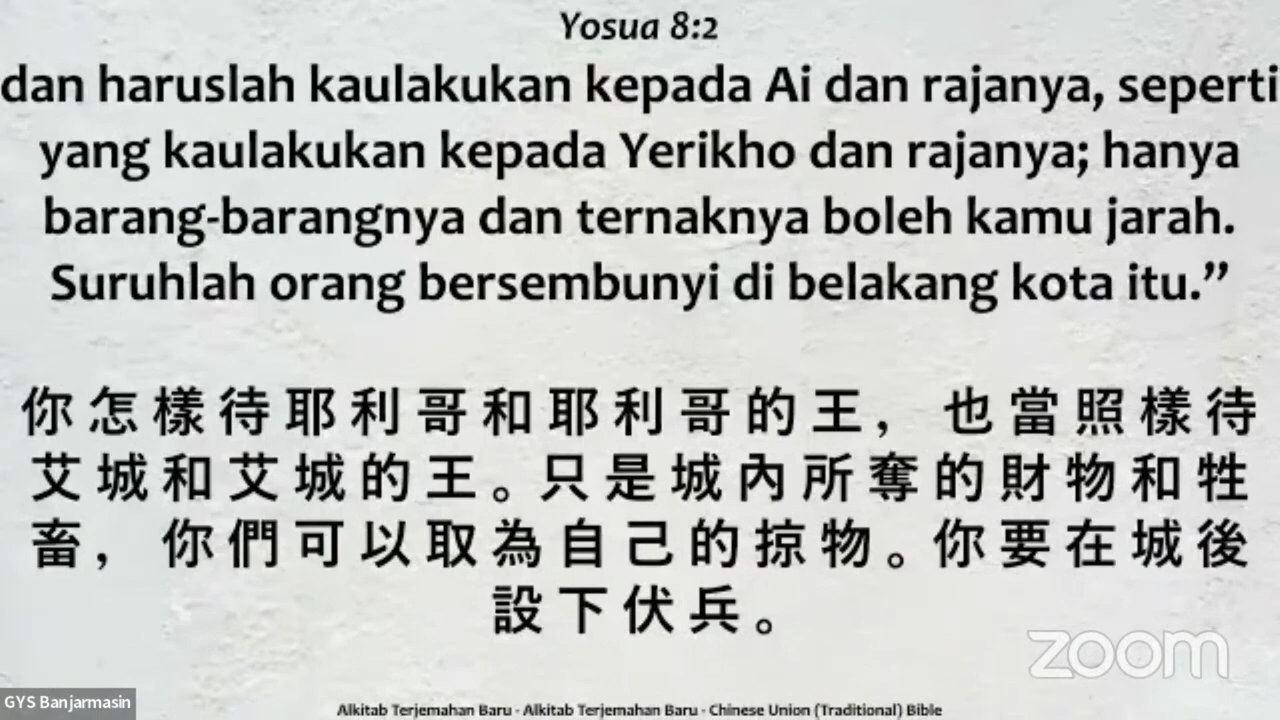 Yosua 8:2
dan haruslah kaulakukan kepada Ai dan rajanya, seperti
yang kaulakukan kepada Yerikho dan rajanya; hanya
barang-barangnya dan ternaknya boleh kamu jarah.
Suruhlah orang bersembunyi di belakang kota itu.”
你怎樣待耶利哥和耶利哥的王，也當照樣待
艾城和艾城的王。只是城內所奪的財物和牲
畜，你們可以取為自己的掠物。你要在城後
設下伏兵。
zoom
GYS Banjarmasin
Alkitab Terjemahan Baru - Alkitab Terjemahan Baru - Chinese Union (Traditional) Bible